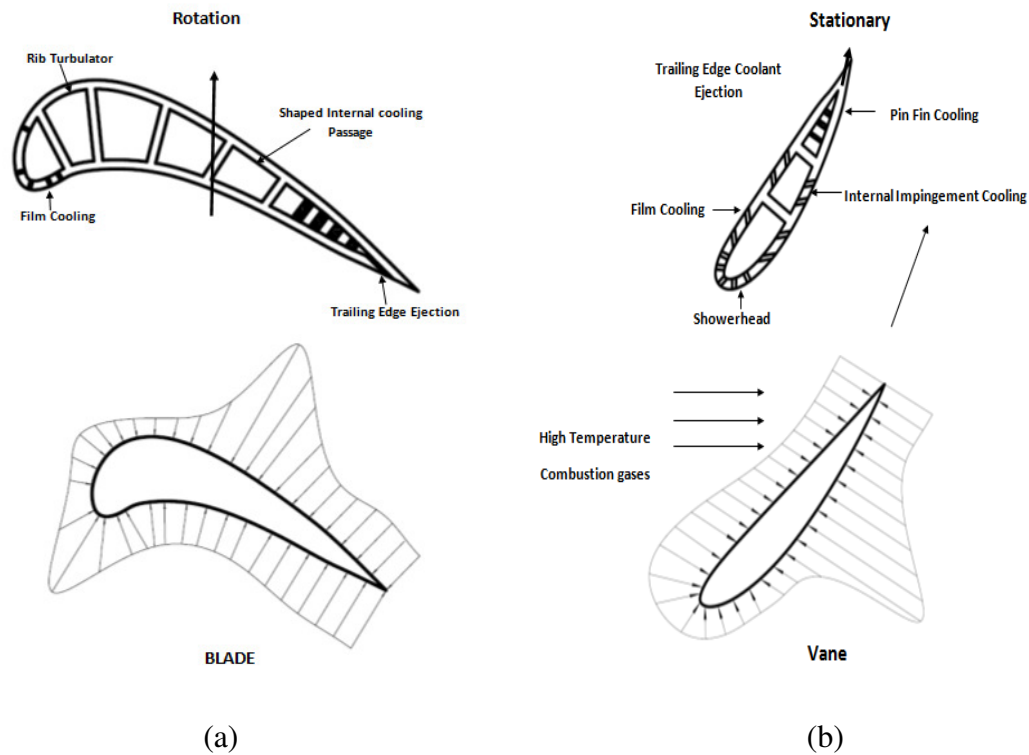 Rotation
Rib Turbulator
Shaped Internal cooling
Passage
Film Cooling
Trailing Edge Ejection
BLADE
(a)
Stationary
Trailing Edge Coolant
Ejection
Pin Fin Cooling
Internal Impingement Cooling
Film Cooling
Showerhead
High Temperature
Combustion gases
Vane
(b)